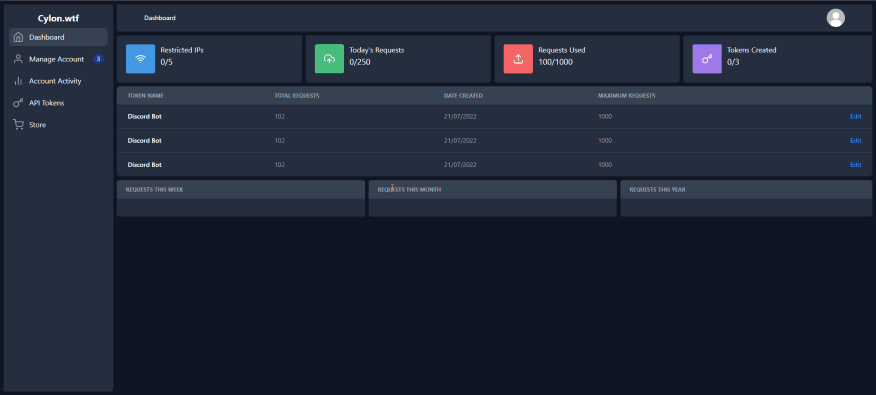 Cylon.wtf
Dashboard
Manage Account 3
Account Activity
API Tokens
Store
Dashboard
Restricted IPs
0/5
Today's Requests
0/250
Requests Used
100/1000
Tokens Created
0/3
TOKEN NAME TOTAL REQUESTS DATE CREATED MAXIMUM REQUESTS
Discord Bot 102 21/07/2022 1000 Edit
Discord Bot 102 21/07/2022 1000 Edit
Discord Bot 102 21/07/2022 1000 Edit
REQUESTS THIS WEEK
REQUESTS THIS MONTH
REQUESTS THIS YEAR